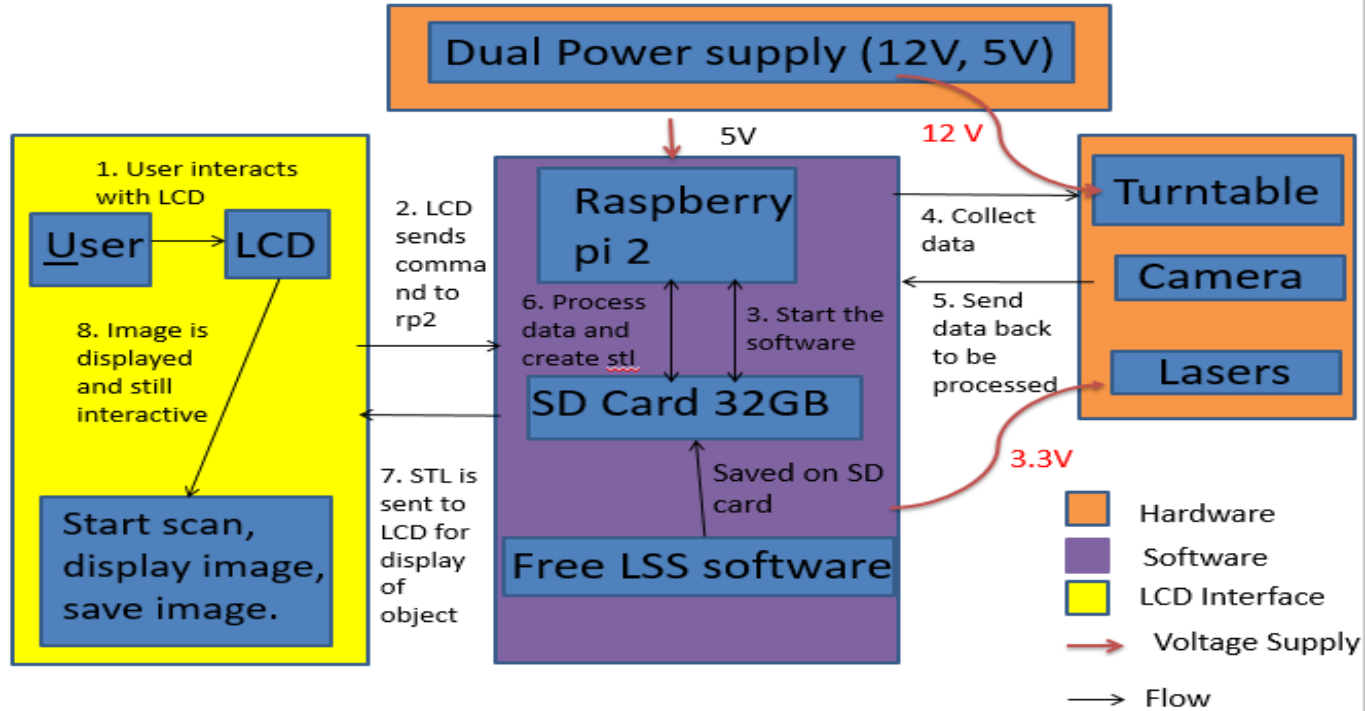 Dual Power supply (12V, 5V)
5V
12 V
1. User interacts
with LCD
User
LCD
8. Image is
displayed
and still
interactive
Start scan,
display image,
save image.
2. LCD
sends
comma
nd to
rp2
7. STL is
sent to
LCD for
display
of
object
Raspberry
pi 2
6. Process
data and
create stl
3. Start the
software
SD Card 32GB
Saved on SD
card
Free LSS software
4. Collect
data
5. Send
data back
to be
processed
3.3V
Turntable
Camera
Lasers
Hardware
Software
LCD Interface
Voltage Supply
Flow